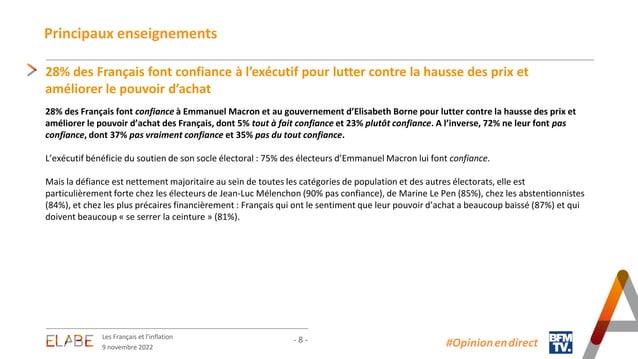 Principaux enseignements
28% des Français font confiance à l'exécutif pour lutter contre la hausse des prix et
améliorer le pouvoir d'achat
28% des Français font confiance à Emmanuel Macron et au gouvernement d'Elisabeth Borne pour lutter contre la hausse des prix et
améliorer le pouvoir d'achat des Français, dont 5% tout à fait confiance et 23% plutôt confiance. A l'inverse, 72% ne leur font pas
confiance, dont 37% pas vraiment confiance et 35% pas du tout confiance.
L'exécutif bénéficie du soutien de son socle électoral : 75% des électeurs d'Emmanuel Macron lui font confiance.
Mais la défiance est nettement majoritaire au sein de toutes les catégories de population et des autres électorats, elle est
particulièrement forte chez les électeurs de Jean-Luc Mélenchon (90% pas confiance), de Marine Le Pen (85%), chez les abstentionnistes
(84%), et chez les plus précaires financièrement : Français qui ont le sentiment que leur pouvoir d'achat a beaucoup baissé (87%) et qui
doivent beaucoup « se serrer la ceinture » (81%).
ELABE
Les Français et l'inflation
9 novembre 2022
- 8 -
#Opinionendirect
BFM
TV.